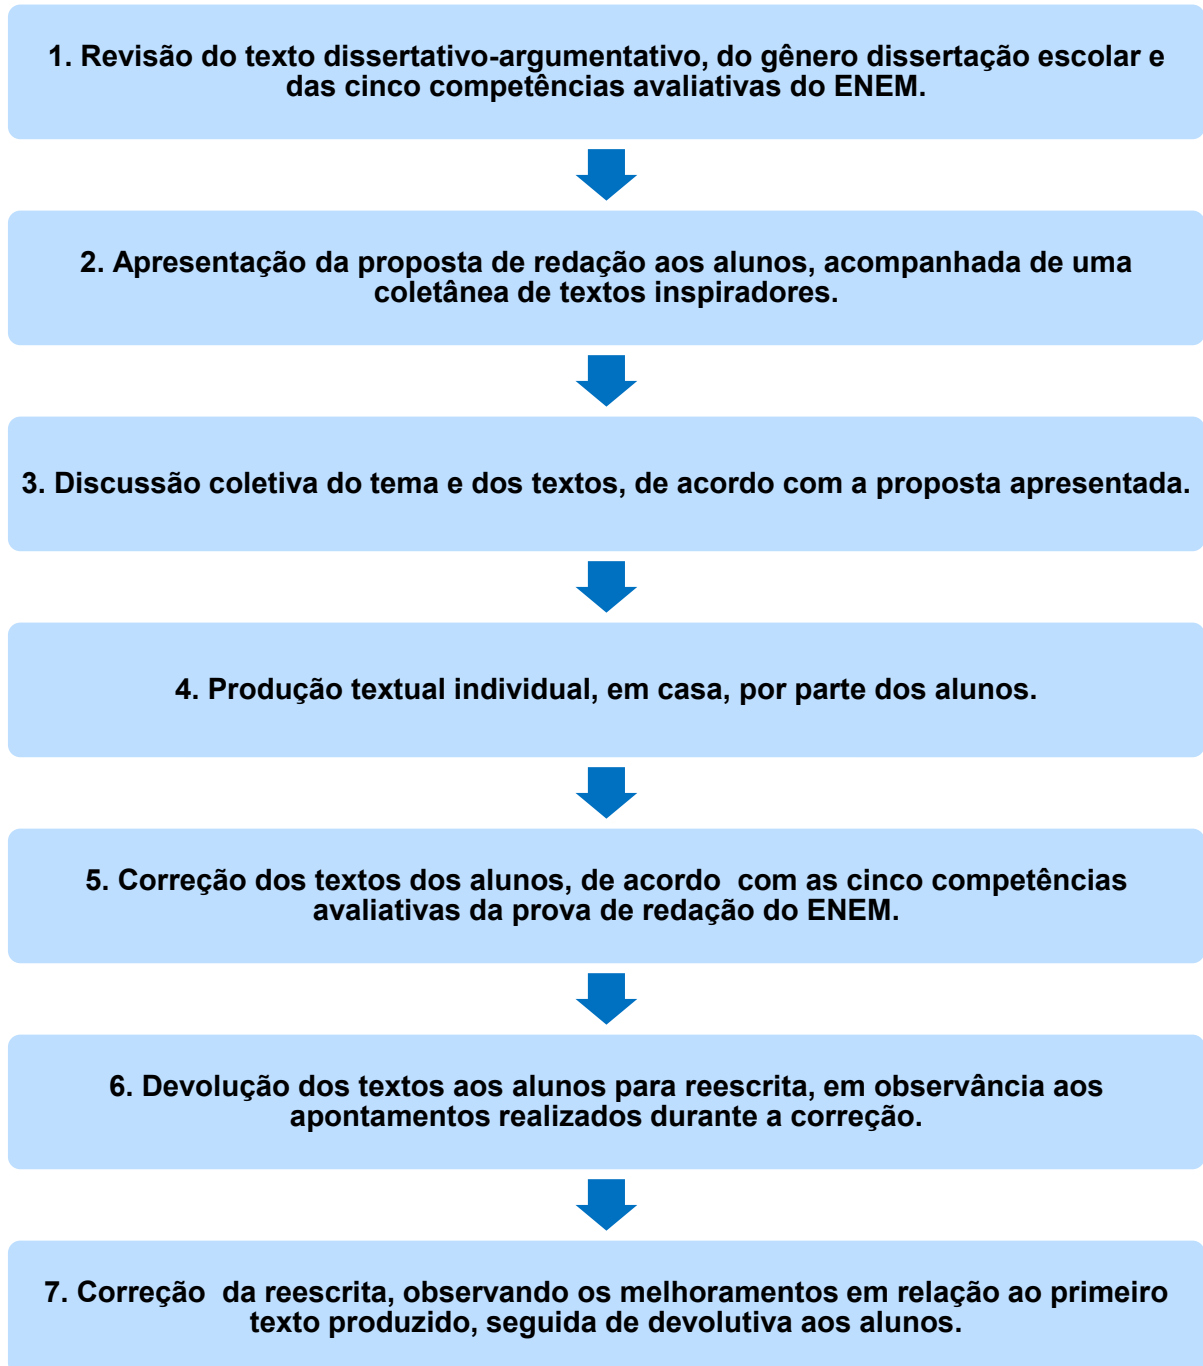 1. Revisão do texto dissertativo-argumentativo, do gênero dissertação escolar e
das cinco competências avaliativas do ENEM.
2. Apresentação da proposta de redação aos alunos, acompanhada de uma
coletânea de textos inspiradores.
3. Discussão coletiva do tema e dos textos, de acordo com a proposta apresentada.
4. Produção textual individual, em casa, por parte dos alunos.
5. Correção dos textos dos alunos, de acordo  com as cinco competências
avaliativas da prova de redação do ENEM.
6. Devolução dos textos aos alunos para reescrita, em observância aos
apontamentos realizados durante a correção.
7. Correção  da reescrita, observando os melhoramentos em relação ao primeiro
texto produzido, seguida de devolutiva aos alunos.